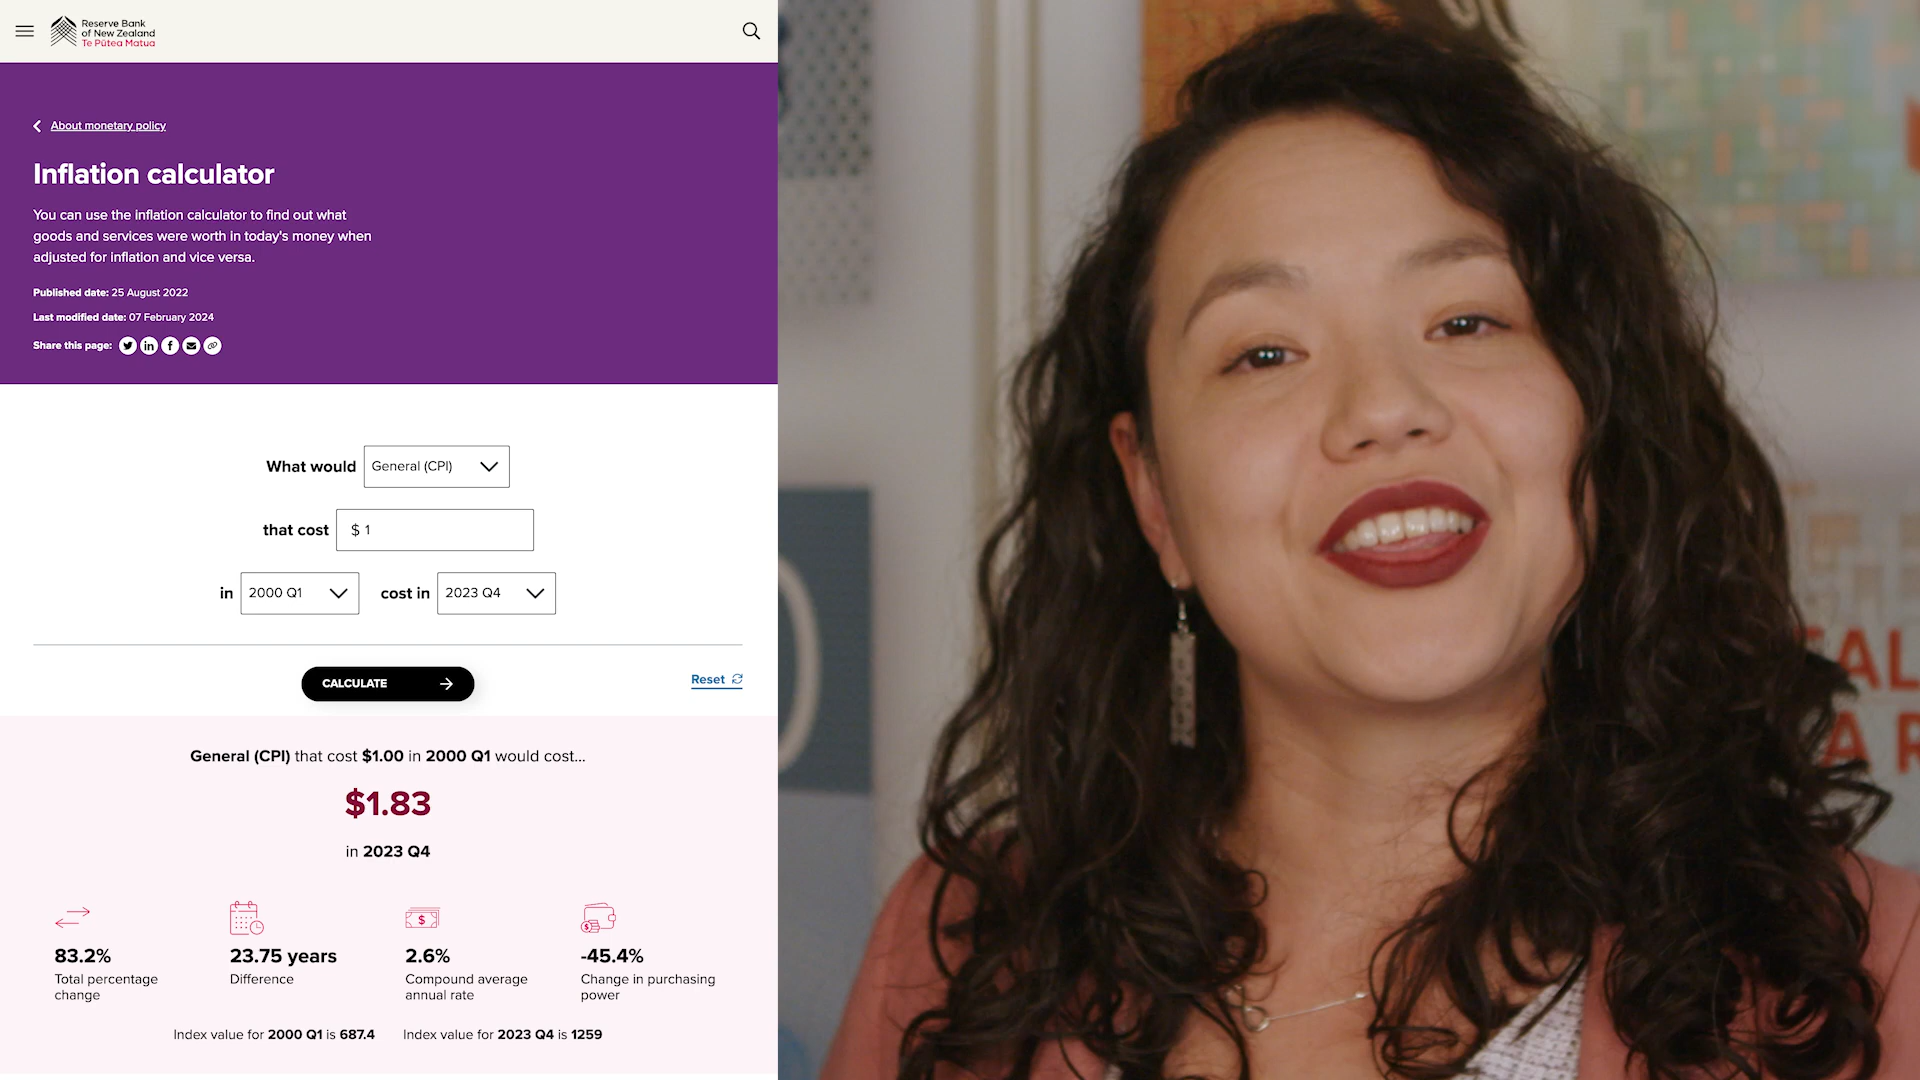 Reserve Bank
of New Zealand
Te Pūtea Matua
About monetary policy
Inflation calculator
You can use the inflation calculator to find out what
goods and services were worth in today's money when
adjusted for inflation and vice versa.
Published date: 25 August 2022
Last modified date: 07 February 2024
Share this page:
What would General (CPI)
that cost $ 1
in 2000 Q1 cost in 2023 Q4
CALCULATE
Reset
General (CPI) that cost $1.00 in 2000 Q1 would cost...
$1.83
in 2023 Q4
83.2%
Total percentage
change
23.75 years
Difference
2.6%
Compound average
annual rate
-45.4%
Change in purchasing
power
Index value for 2000 Q1 is 687.4 Index value for 2023 Q4 is 1259